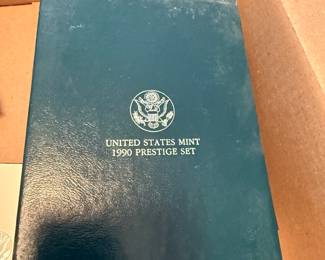 UNITED STATES MINT
1990 PRESTIGE SET